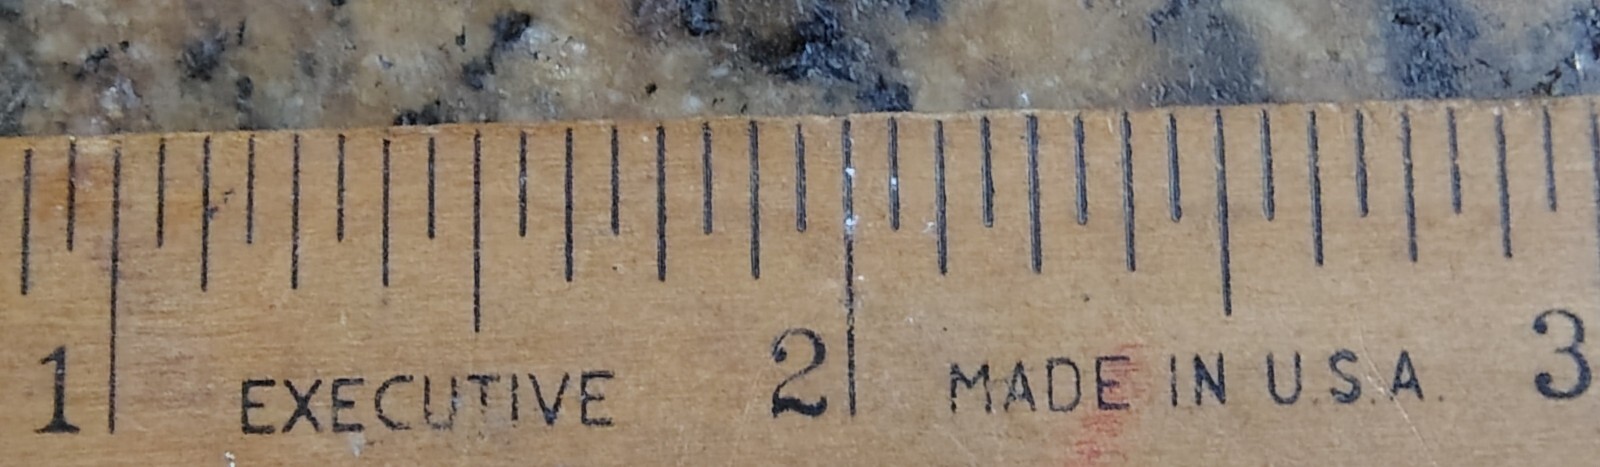 1 EXECUTIVE 2 MADE IN U.S.A. 3